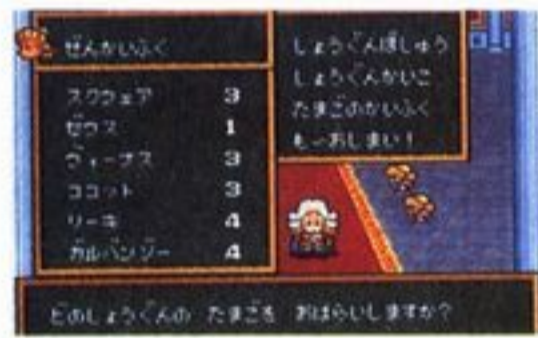 ぜんかいふく
スクウェア 3
ゼウス 1
ヴィーナス 3
ココット 3
リーキ 4
ガルバンゾー 4
しょうぐんぼしゅう
しょうぐんかいこ
たまごのかいふく
もーおしまい!
どのしょうぐんの たまごを おはらいしますか?